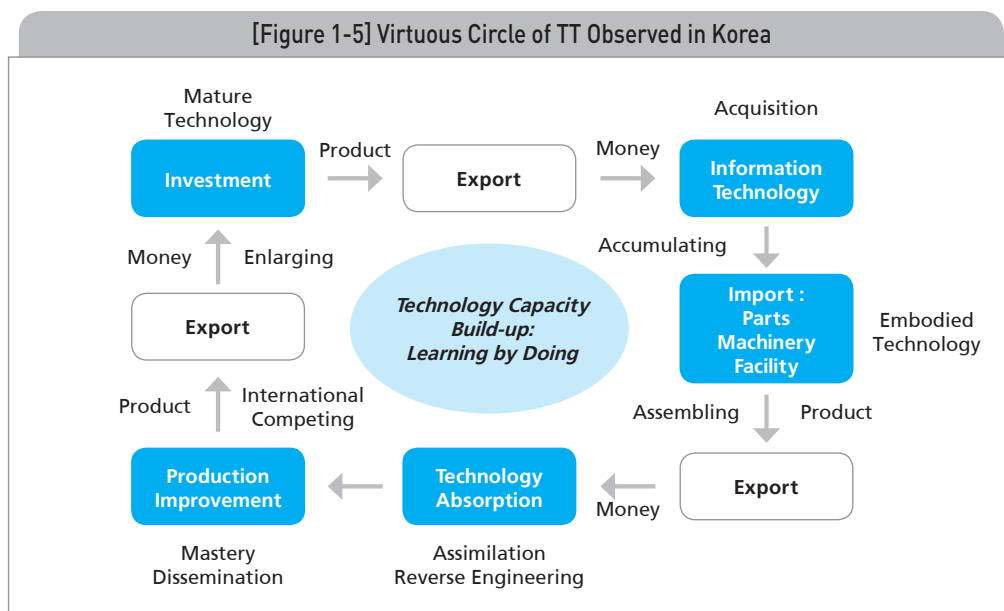 [Figure 1-5] Virtuous Circle of TT Observed in Korea
Mature
Technology
Investment
Product
Export
Money
Acquisition
Information
Technology
Accumulating
Import :
Parts
Machinery
Facility
Embodied
Technology
Assembling
Product
Export
Money
Technology
Absorption
Assimilation
Reverse Engineering
Production
Improvement
Mastery
Dissemination
Product
International
Competing
Export
Money
Enlarging
Technology Capacity
Build-up:
Learning by Doing